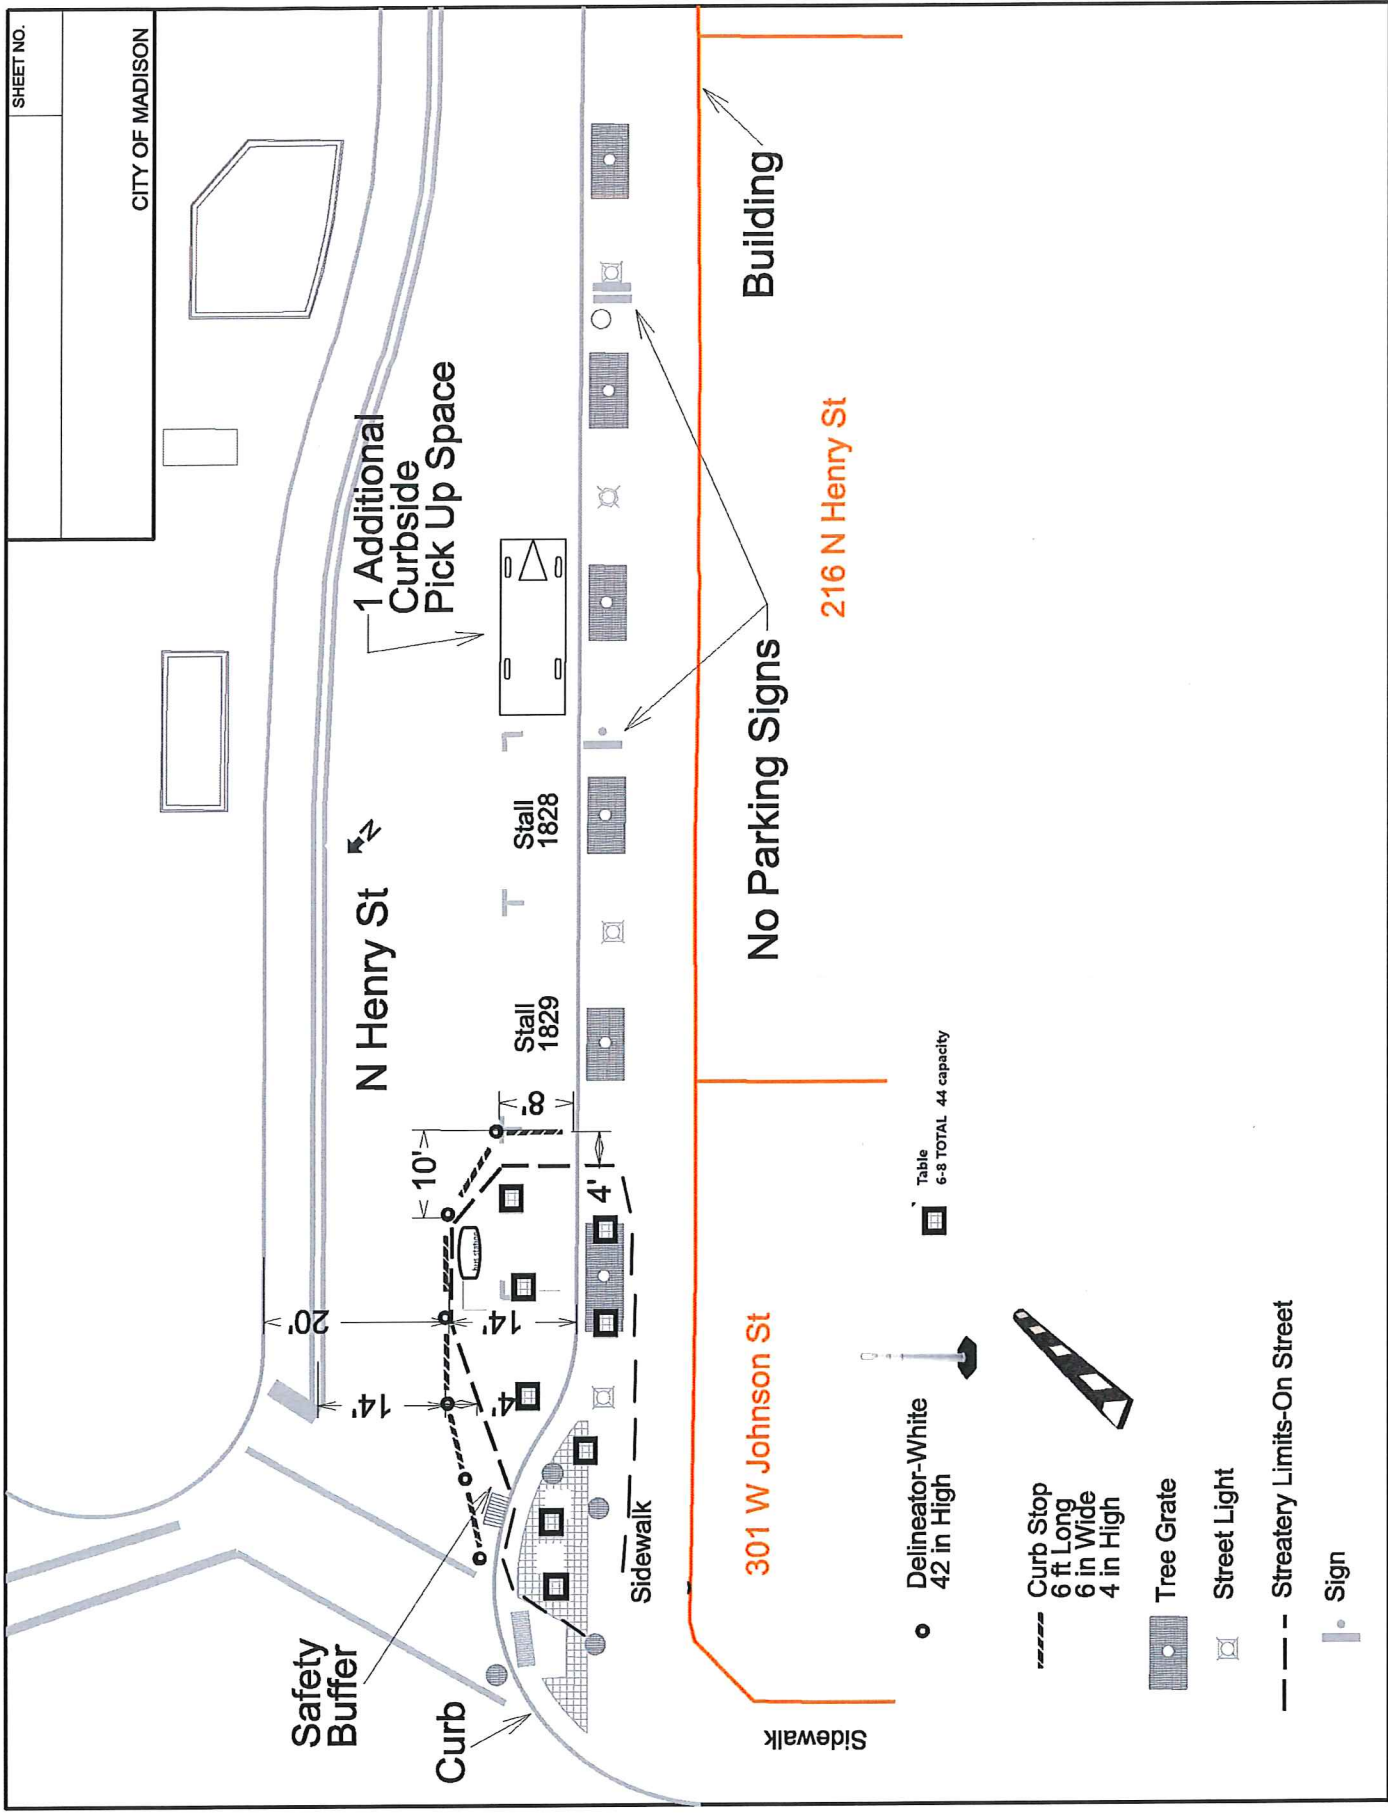 SHEET NO.
CITY OF MADISON
1 Additional
Curbside
Pick Up Space
N
N Henry St
Stall
1829
Stall
1828
10'
8'
20'
14'
14'
4'
4'
bus station
Safety
Buffer
Curb
Sidewalk
Building
No Parking Signs
216 N Henry St
301 W Johnson St
Sidewalk
Delineator-White
42 in High
Table
6-8 TOTAL 44 capacity
Curb Stop
6 ft Long
6 in Wide
4 in High
Tree Grate
Street Light
Streatery Limits-On Street
Sign